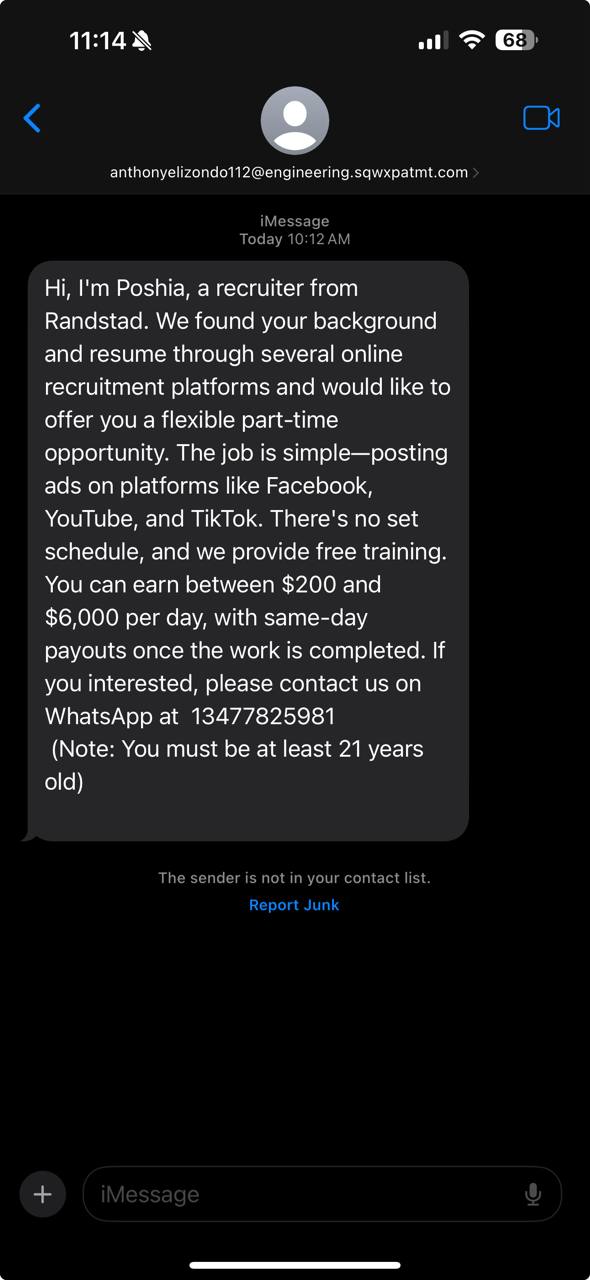 11:14
68
anthonyelizondo112@engineering.sqwxpatmt.com
iMessage
Today 10:12 AM
Hi, I'm Poshia, a recruiter from
Randstad. We found your background
and resume through several online
recruitment platforms and would like to
offer you a flexible part-time
opportunity. The job is simple—posting
ads on platforms like Facebook,
YouTube, and TikTok. There's no set
schedule, and we provide free training.
You can earn between $200 and
$6,000 per day, with same-day
payouts once the work is completed. If
you interested, please contact us on
WhatsApp at  13477825981
(Note: You must be at least 21 years
old)
The sender is not in your contact list.
Report Junk
iMessage